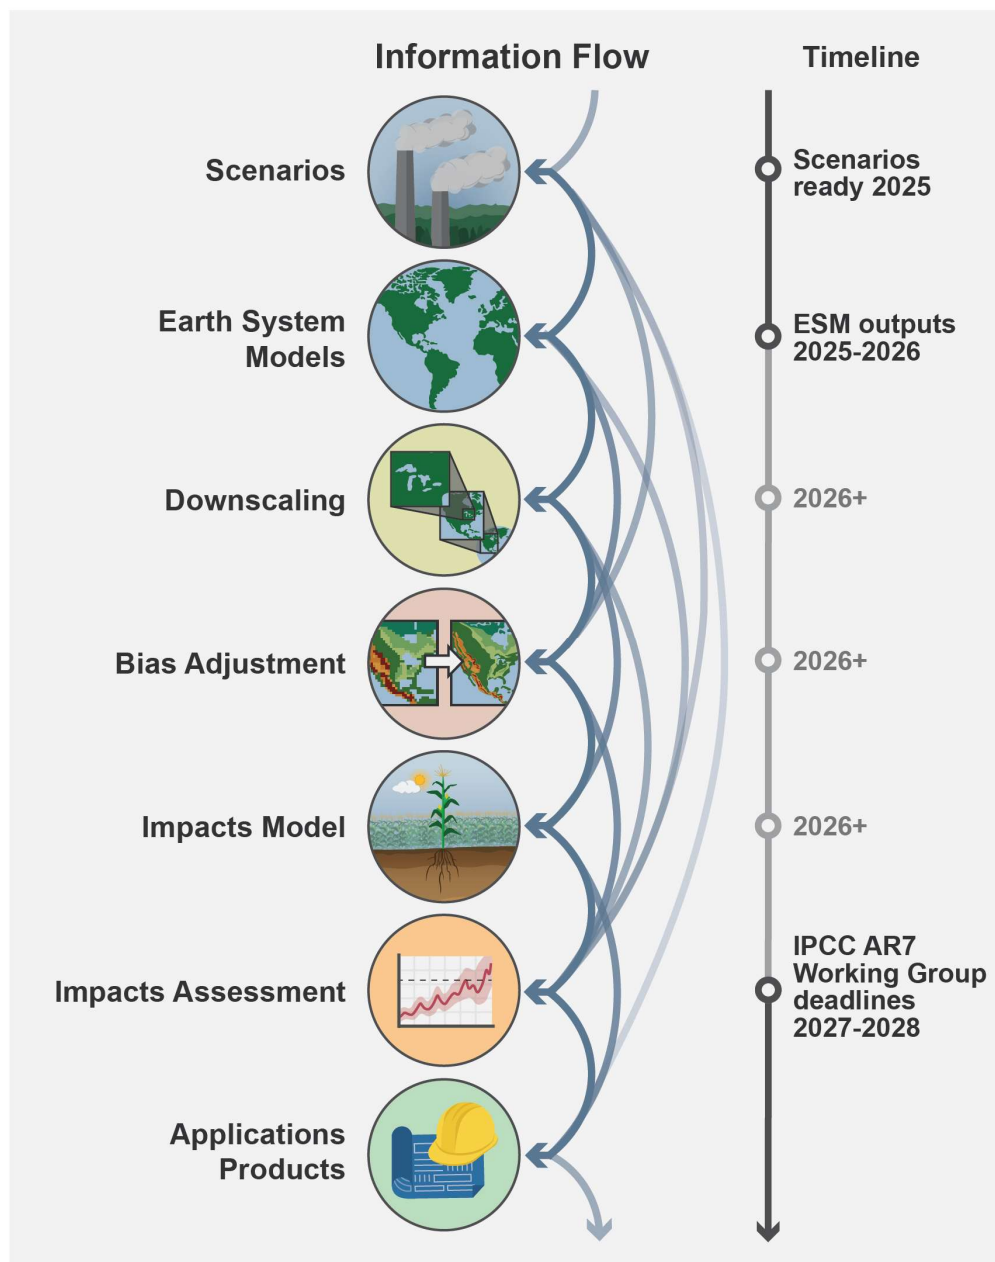 Information Flow
Timeline
Scenarios
Scenarios
ready 2025
Earth System
Models
ESM outputs
2025-2026
Downscaling
2026+
Bias Adjustment
2026+
Impacts Model
2026+
Impacts Assessment
IPCC AR7
Working Group
deadlines
2027-2028
Applications
Products